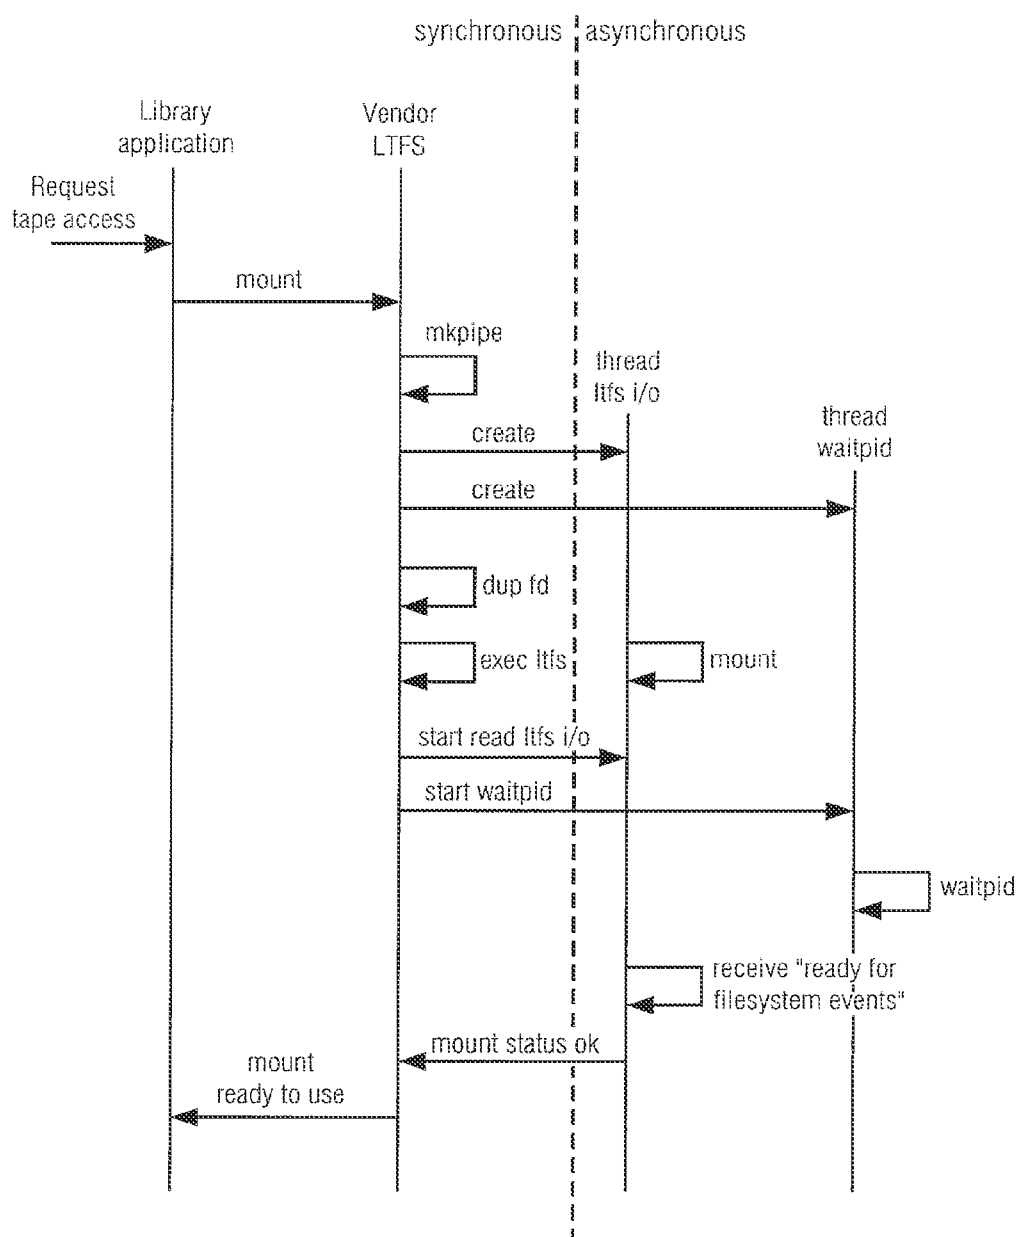 synchronous
asynchronous
Library
application
Vendor
LTFS
Request
tape access
mount
mkpipe
thread
ltfs i/o
create
thread
waitpid
create
dup fd
exec ltfs
mount
start read ltfs i/o
start waitpid
waitpid
receive "ready for
filesystem events"
mount status ok
mount
ready to use